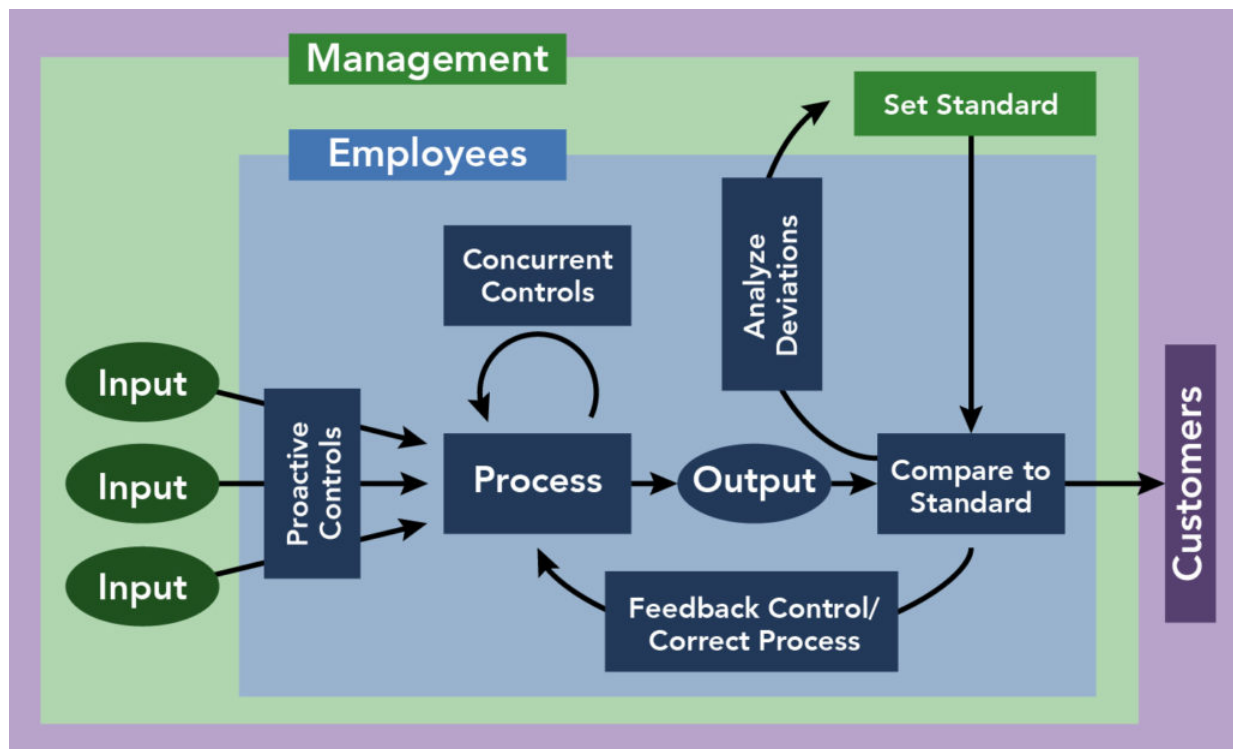 Management
Set Standard
Employees
Analyze
Deviations
Concurrent
Controls
Input
Input
Input
Proactive
Controls
Process
Output
Compare to
Standard
Customers
Feedback Control/
Correct Process